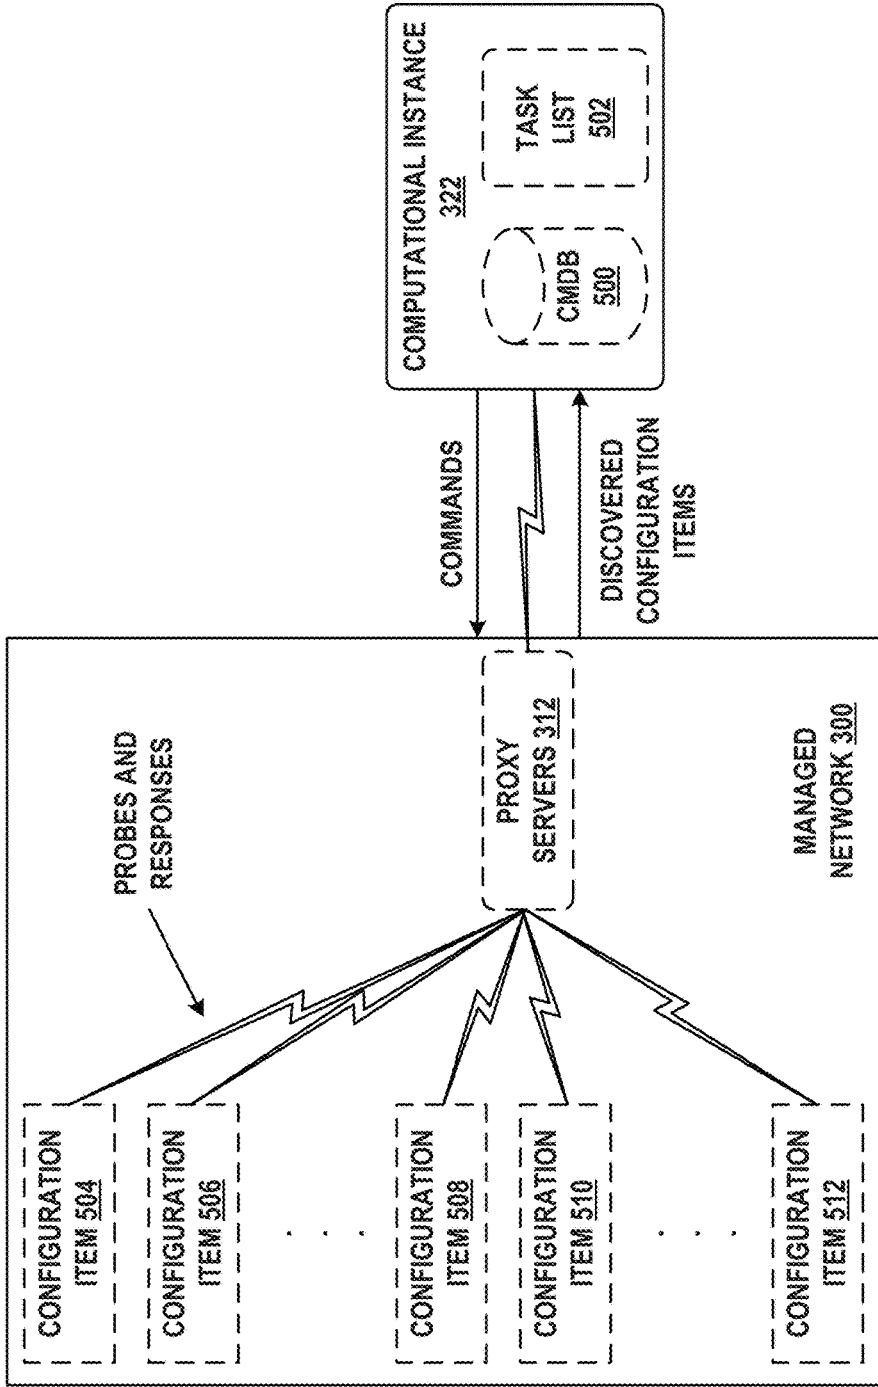 COMPUTATIONAL INSTANCE
322
CMDB
500
TASK
LIST
502
COMMANDS
DISCOVERED
CONFIGURATION
ITEMS
PROBES AND
RESPONSES
PROXY
SERVERS 312
MANAGED
NETWORK 300
CONFIGURATION
ITEM 504
CONFIGURATION
ITEM 506
. . .
CONFIGURATION
ITEM 508
CONFIGURATION
ITEM 510
. . .
CONFIGURATION
ITEM 512